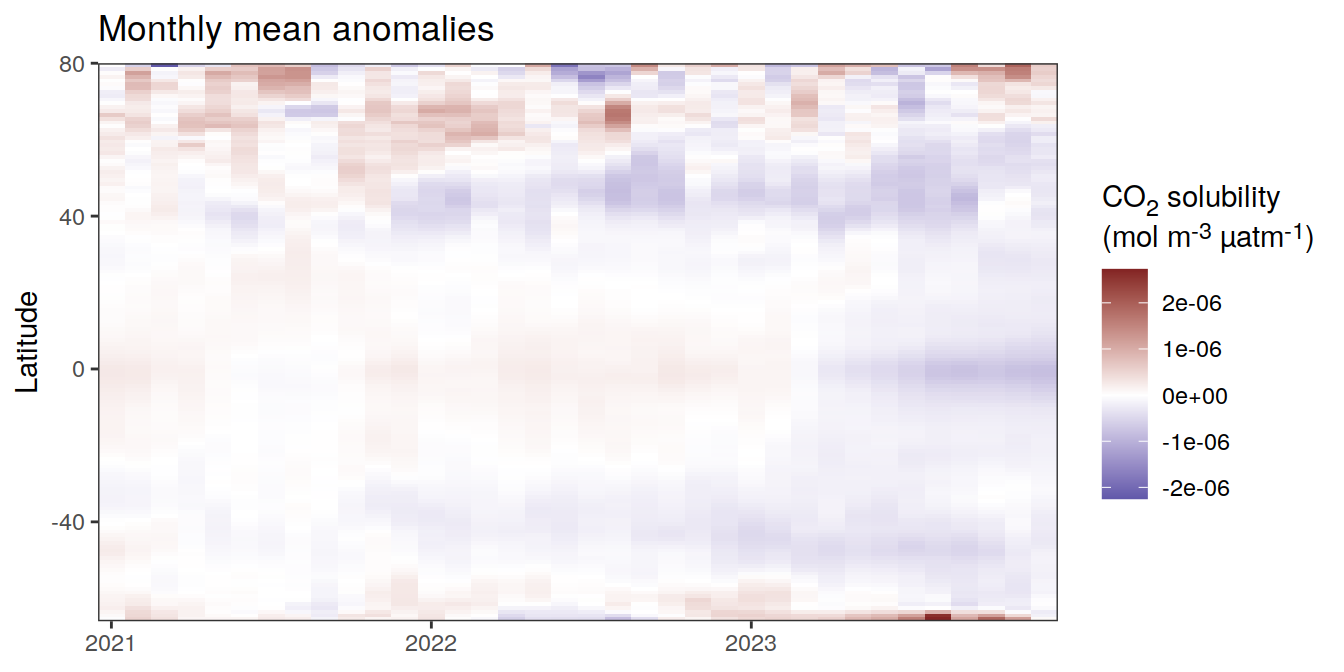 Monthly mean anomalies
80
40
0
-40
Latitude
2021
2022
2023
CO₂ solubility
(mol m⁻³ µatm⁻¹)
2e-06
1e-06
0e+00
-1e-06
-2e-06